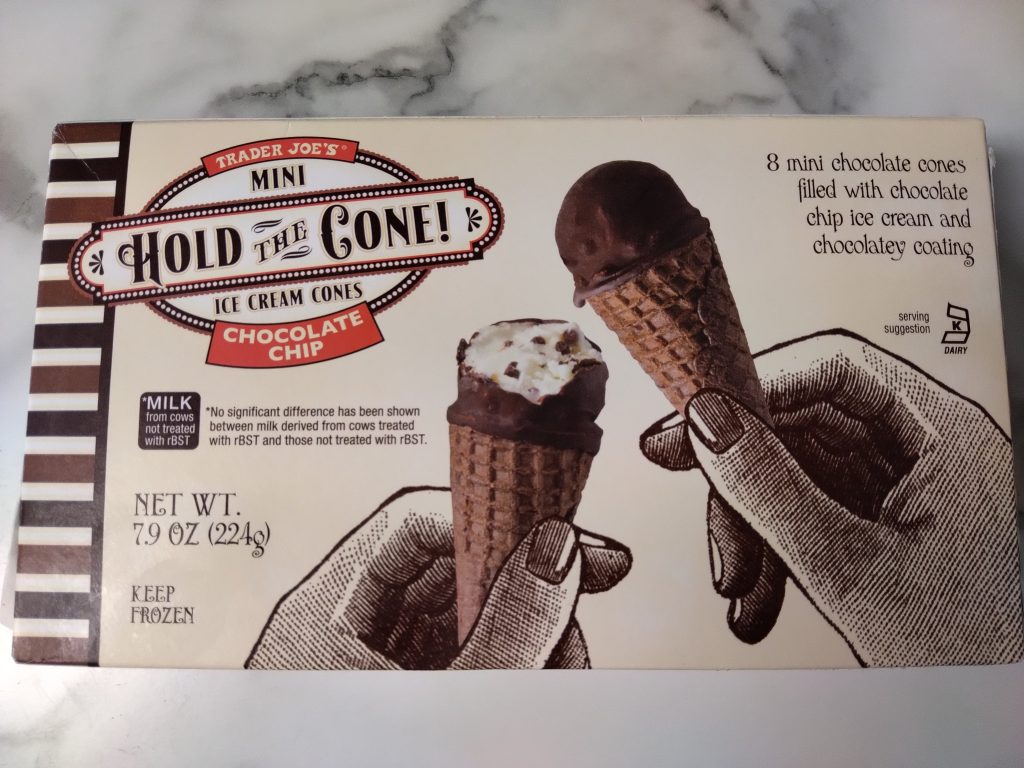 TRADER JOE'S®
MINI
HOLD THE CONE!
ICE CREAM CONES
CHOCOLATE
CHIP
8 mini chocolate cones
filled with chocolate
chip ice cream and
chocolatey coating
serving
suggestion
K
DAIRY
*MILK
from cows
not treated
with rBST
*No significant difference has been shown
between milk derived from cows treated
with rBST and those not treated with rBST.
NET WT.
7.9 OZ (224g)
KEEP
FROZEN